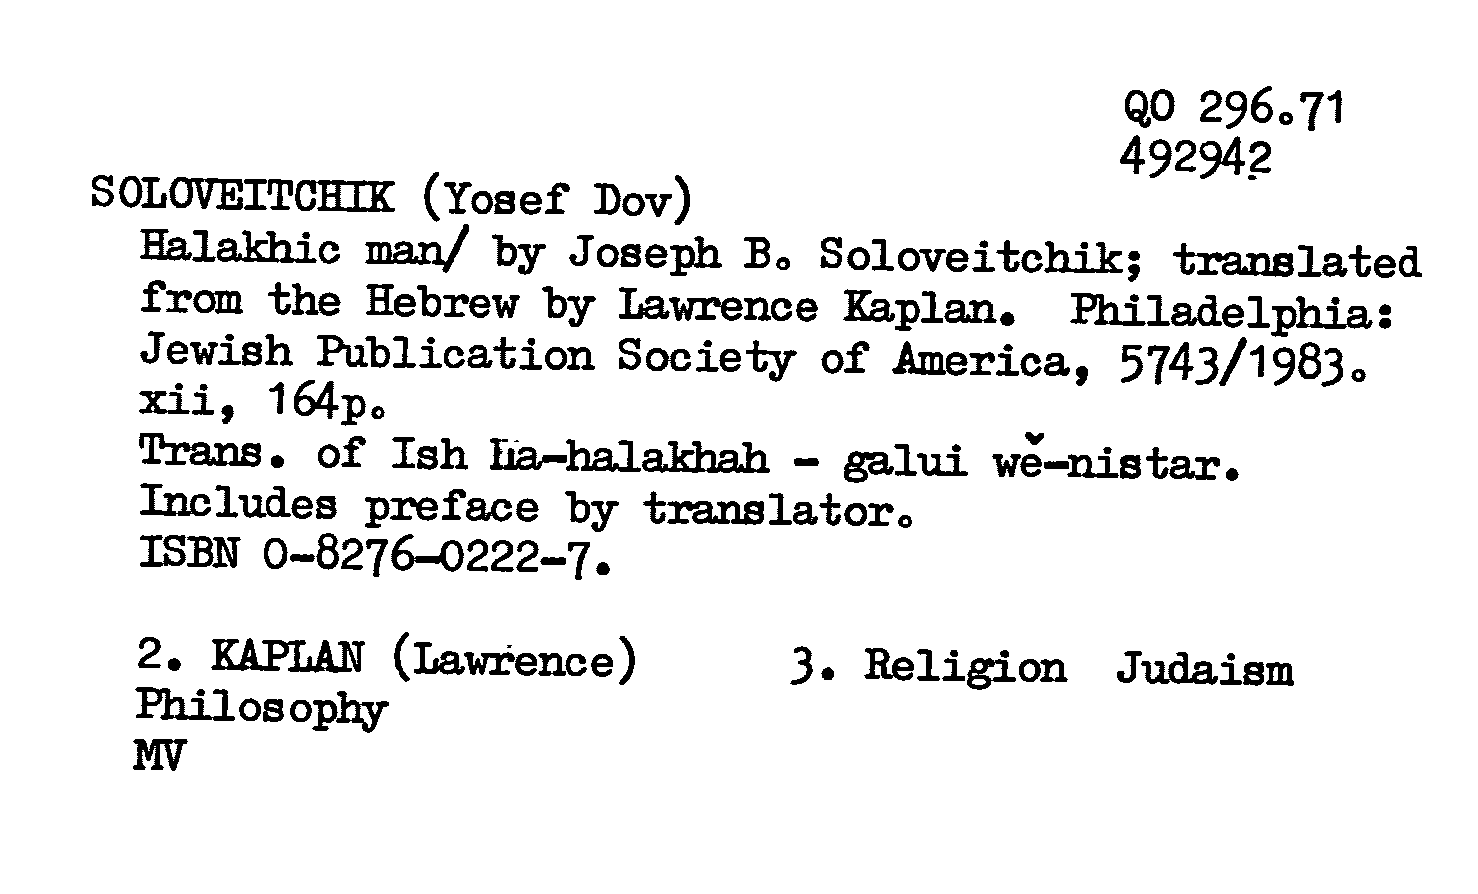 QO 296.71
492942
SOLOVEITCHIK (Yosef Dov)
Halakhic man/ by Joseph B. Soloveitchik; translated
from the Hebrew by Lawrence Kaplan. Philadelphia:
Jewish Publication Society of America, 5743/1983.
xii, 164p.
Trans. of Ish ha-halakhah - galui wĕ-nistar.
Includes preface by translator.
ISBN 0-8276-0222-7.
2. KAPLAN (Lawrence) 3. Religion Judaism
Philosophy
MV